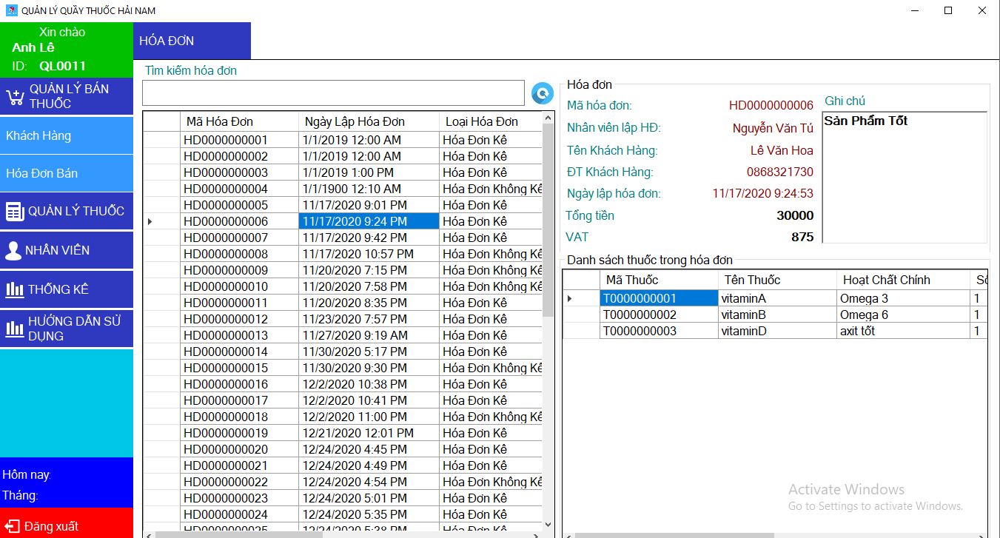 QUẢN LÝ QUẦY THUỐC HẢI NAM
Xin chào
Anh Lê
ID: QL0011
QUẢN LÝ BÁN
THUỐC
Khách Hàng
Hóa Đơn Bán
QUẢN LÝ THUỐC
NHÂN VIÊN
THỐNG KÊ
HƯỚNG DẪN SỬ
DỤNG
Hôm nay:
Tháng:
Đăng xuất
HÓA ĐƠN
Tìm kiếm hóa đơn
Mã Hóa Đơn Ngày Lập Hóa Đơn Loại Hóa Đơn
HD0000000001 1/1/2019 12:00 AM Hóa Đơn Kê
HD0000000002 1/1/2019 12:00 AM Hóa Đơn Kê
HD0000000003 1/1/2019 1:00 PM Hóa Đơn Kê
HD0000000004 1/1/1900 12:10 AM Hóa Đơn Không Kê
HD0000000005 11/17/2020 9:01 PM Hóa Đơn Kê
HD0000000006 11/17/2020 9:24 PM Hóa Đơn Kê
HD0000000007 11/17/2020 9:42 PM Hóa Đơn Kê
HD0000000008 11/17/2020 10:57 PM Hóa Đơn Không Kê
HD0000000009 11/20/2020 7:15 PM Hóa Đơn Không Kê
HD0000000010 11/20/2020 7:58 PM Hóa Đơn Không Kê
HD0000000011 11/20/2020 8:35 PM Hóa Đơn Kê
HD0000000012 11/23/2020 7:57 PM Hóa Đơn Kê
HD0000000013 11/27/2020 9:19 AM Hóa Đơn Kê
HD0000000014 11/30/2020 5:17 PM Hóa Đơn Kê
HD0000000015 11/30/2020 9:30 PM Hóa Đơn Không Kê
HD0000000016 12/2/2020 10:38 PM Hóa Đơn Kê
HD0000000017 12/2/2020 10:41 PM Hóa Đơn Kê
HD0000000018 12/2/2020 11:00 PM Hóa Đơn Không Kê
HD0000000019 12/21/2020 12:01 PM Hóa Đơn Kê
HD0000000020 12/24/2020 4:45 PM Hóa Đơn Kê
HD0000000021 12/24/2020 4:49 PM Hóa Đơn Kê
HD0000000022 12/24/2020 4:54 PM Hóa Đơn Không Kê
HD0000000023 12/24/2020 5:01 PM Hóa Đơn Kê
HD0000000024 12/24/2020 5:35 PM Hóa Đơn Kê
HD0000000025 12/24/2020 5:38 PM Hóa Đơn Kê
Hóa đơn
Mã hóa đơn: HD0000000006
Nhân viên lập HĐ: Nguyễn Văn Tú
Tên Khách Hàng: Lê Văn Hoa
ĐT Khách Hàng: 0868321730
Ngày lập hóa đơn: 11/17/2020 9:24:53
Tổng tiền 30000
VAT 875
Ghi chú
Sản Phẩm Tốt
Danh sách thuốc trong hóa đơn
Mã Thuốc Tên Thuốc Hoạt Chất Chính
T0000000001 vitaminA Omega 3 1
T0000000002 vitaminB Omega 6 1
T0000000003 vitaminD axit tốt 1
Activate Windows
Go to Settings to activate Windows.